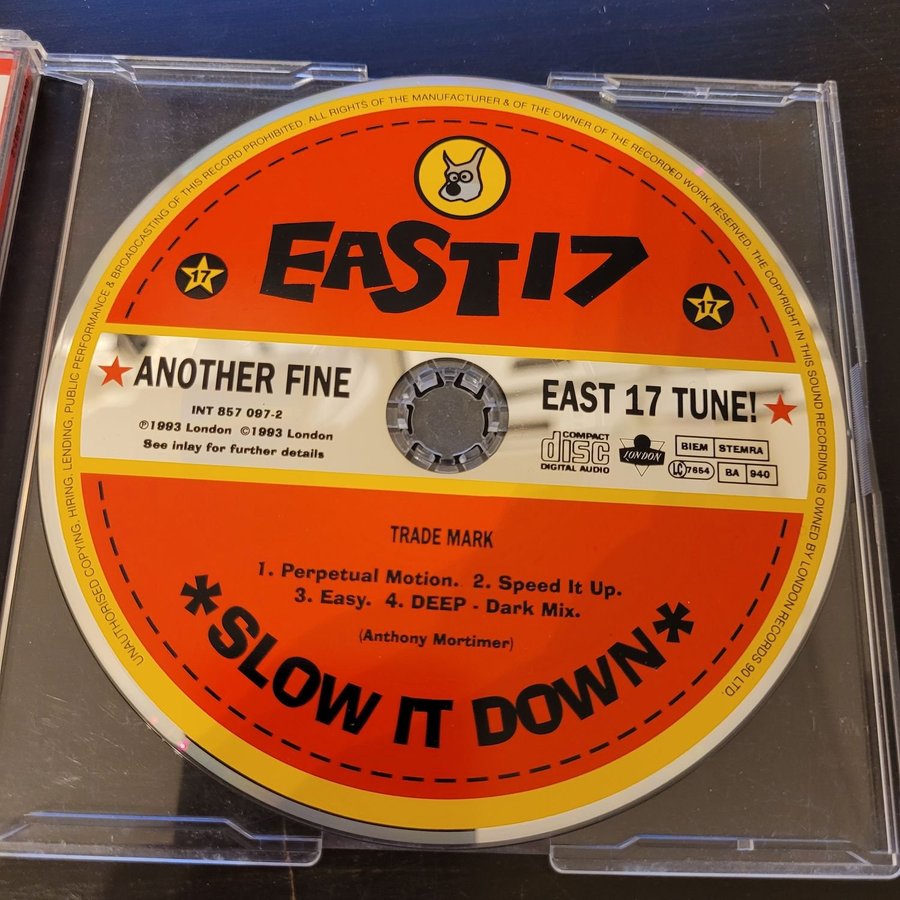 UNAUTHORISED COPYING, HIRING, LENDING, PUBLIC PERFORMANCE & BROADCASTING OF THIS RECORD PROHIBITED. ALL RIGHTS OF THE MANUFACTURER & OF THE OWNER OF THE RECORDED WORK RESERVED. THE COPYRIGHT IN THIS SOUND RECORDING IS OWNED BY LONDON RECORDS 90 LTD.
EAST 17
17
17
ANOTHER FINE
EAST 17 TUNE!
INT 857 097-2
℗1993 London ©1993 London
See inlay for further details
COMPACT
disc
DIGITAL AUDIO
LONDON
BIEM STEMRA
LC 7654 BA 940
TRADE MARK
1. Perpetual Motion. 2. Speed It Up.
3. Easy. 4. DEEP - Dark Mix.
(Anthony Mortimer)
*SLOW IT DOWN*